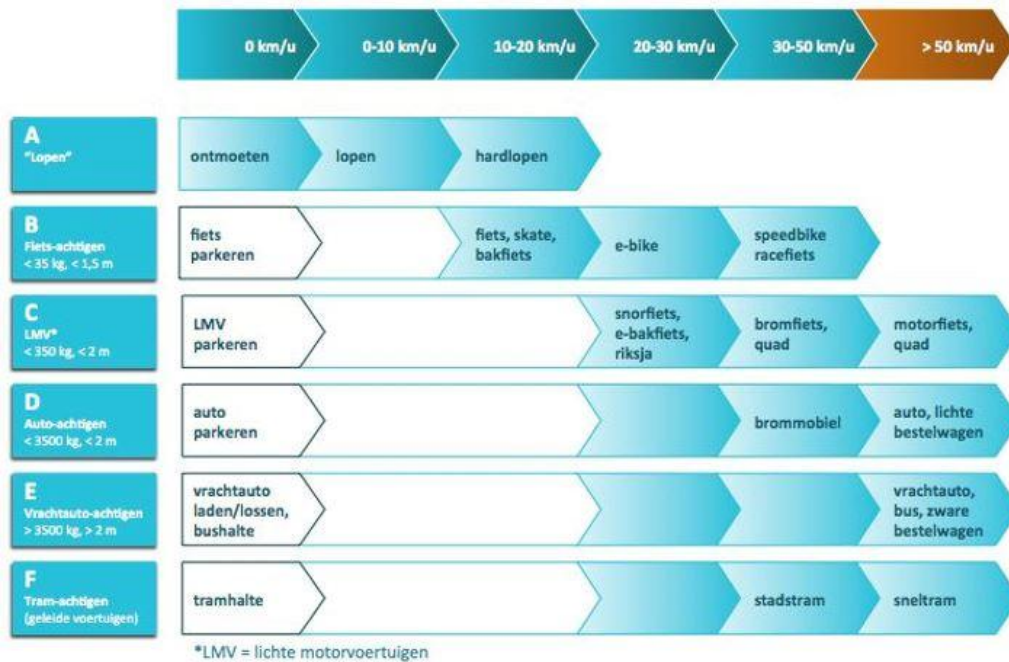 0 km/u
0-10 km/u
10-20 km/u
20-30 km/u
30-50 km/u
> 50 km/u
A
"Lopen"
ontmoeten
lopen
hardlopen
B
Fiets-achtigen
< 35 kg, < 1,5 m
fiets
parkeren
fiets, skate,
bakfiets
e-bike
speedbike
racefiets
C
LMV*
< 350 kg, < 2 m
LMV
parkeren
snorfiets,
e-bakfiets,
riksja
bromfiets,
quad
motorfiets,
quad
D
Auto-achtigen
< 3500 kg, < 2 m
auto
parkeren
brommobiel
auto, lichte
bestelwagen
E
Vrachtauto-achtigen
> 3500 kg, > 2 m
vrachtauto
laden/lossen,
bushalte
vrachtauto,
bus, zware
bestelwagen
F
Tram-achtigen
(geleide voertuigen)
tramhalte
stadstram
sneltram
*LMV = lichte motorvoertuigen